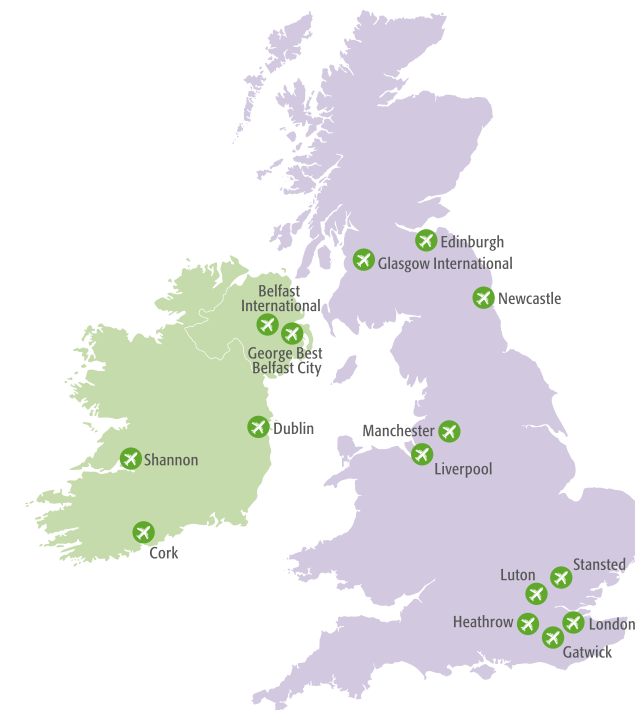 Edinburgh
Glasgow International
Belfast
International
Newcastle
George Best
Belfast City
Dublin
Manchester
Shannon
Liverpool
Cork
Stansted
Luton
Heathrow
London
Gatwick